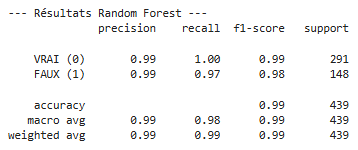 --- Résultats Random Forest ---
precision recall f1-score support
VRAI (0) 0.99 1.00 0.99 291
FAUX (1) 0.99 0.97 0.98 148
accuracy 0.99 439
macro avg 0.99 0.98 0.99 439
weighted avg 0.99 0.99 0.99 439